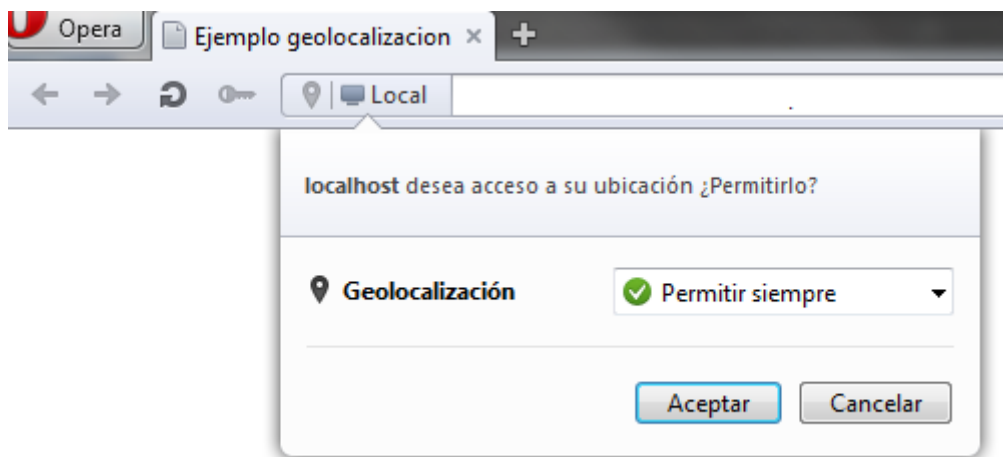 Opera
Ejemplo geolocalizacion
Local
localhost desea acceso a su ubicación ¿Permitirlo?
Geolocalización
Permitir siempre
Aceptar Cancelar